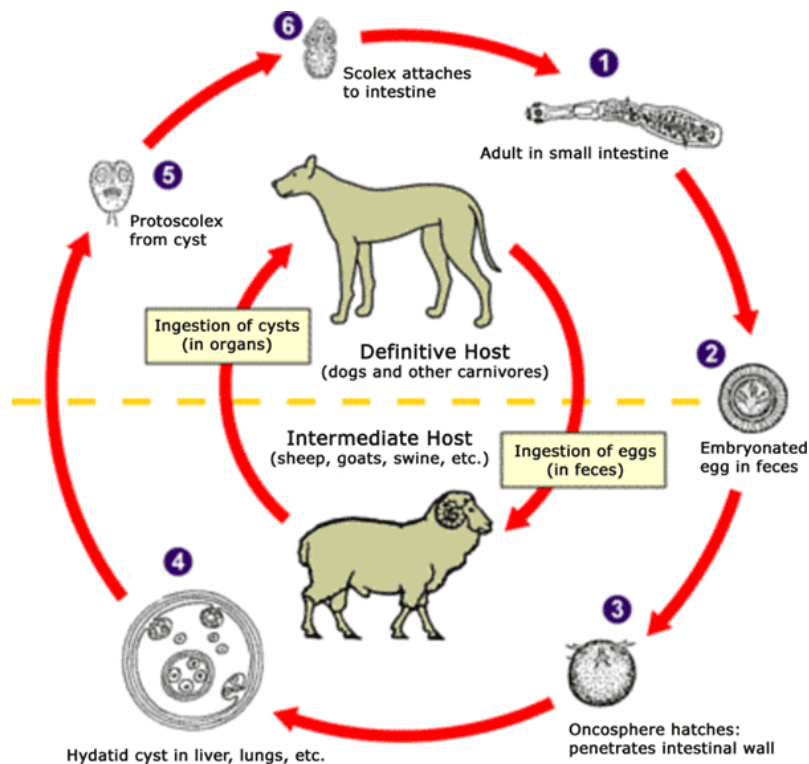 6
Scolex attaches
to intestine
1
Adult in small intestine
5
Protoscolex
from cyst
Ingestion of cysts
(in organs)
Definitive Host
(dogs and other carnivores)
2
Embryonated
egg in feces
Intermediate Host
(sheep, goats, swine, etc.)
Ingestion of eggs
(in feces)
4
Hydatid cyst in liver, lungs, etc.
3
Oncosphere hatches:
penetrates intestinal wall